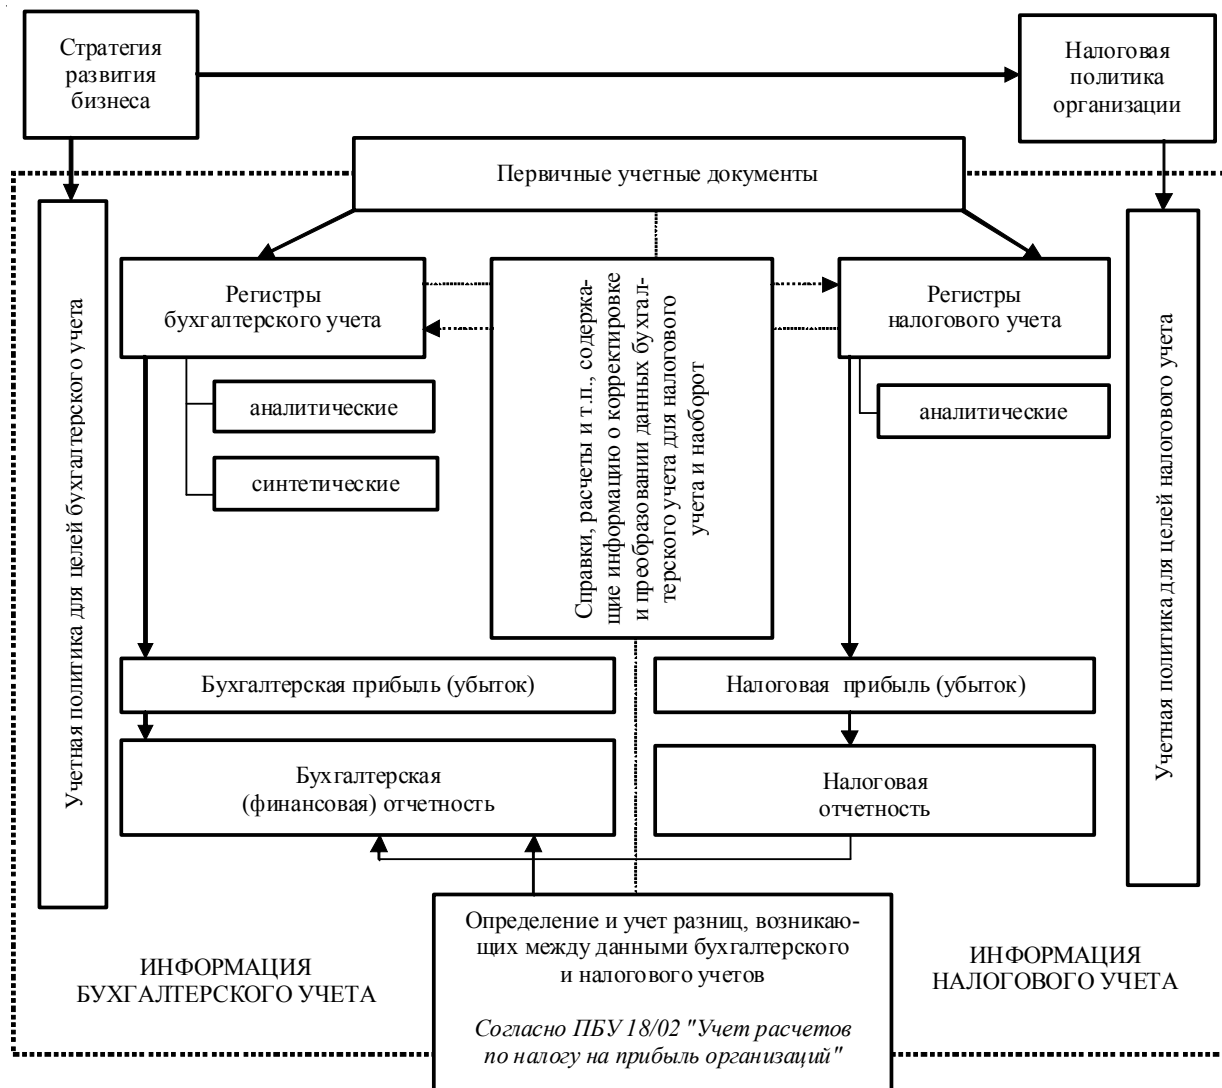 Стратегия
развития
бизнеса
Налоговая
политика
организации
Первичные учетные документы
Учетная политика для целей бухгалтерского учета
Регистры
бухгалтерского учета
аналитические
синтетические
Справки, расчеты и т.п., содержа-
щие информацию о корректировке
и преобразовании данных бухгал-
терского учета для налогового
учета и наоборот
Регистры
налогового учета
аналитические
Учетная политика для целей налогового учета
Бухгалтерская прибыль (убыток)
Налоговая прибыль (убыток)
Бухгалтерская
(финансовая) отчетность
Налоговая
отчетность
Определение и учет разниц, возникаю-
щих между данными бухгалтерского
и налогового учетов
Согласно ПБУ 18/02 "Учет расчетов
по налогу на прибыль организаций"
ИНФОРМАЦИЯ
БУХГАЛТЕРСКОГО УЧЕТА
ИНФОРМАЦИЯ
НАЛОГОВОГО УЧЕТА